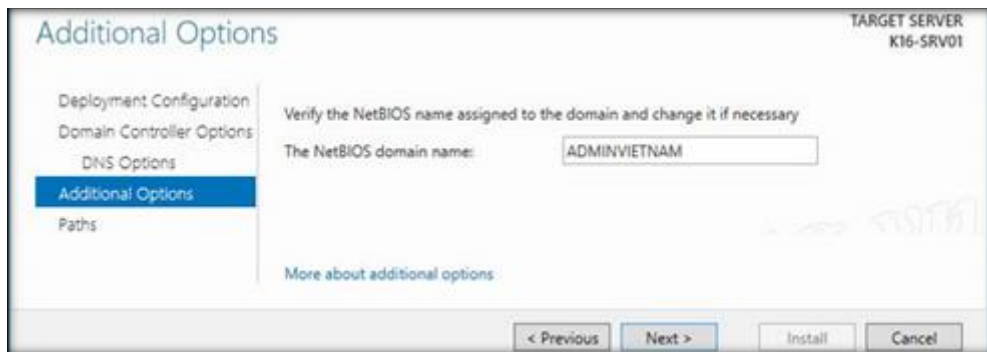 Additional Options
TARGET SERVER
K16-SRV01
Deployment Configuration
Domain Controller Options
DNS Options
Additional Options
Paths
Verify the NetBIOS name assigned to the domain and change it if necessary
The NetBIOS domain name: ADMINVIETNAM
More about additional options
< Previous Next > Install Cancel